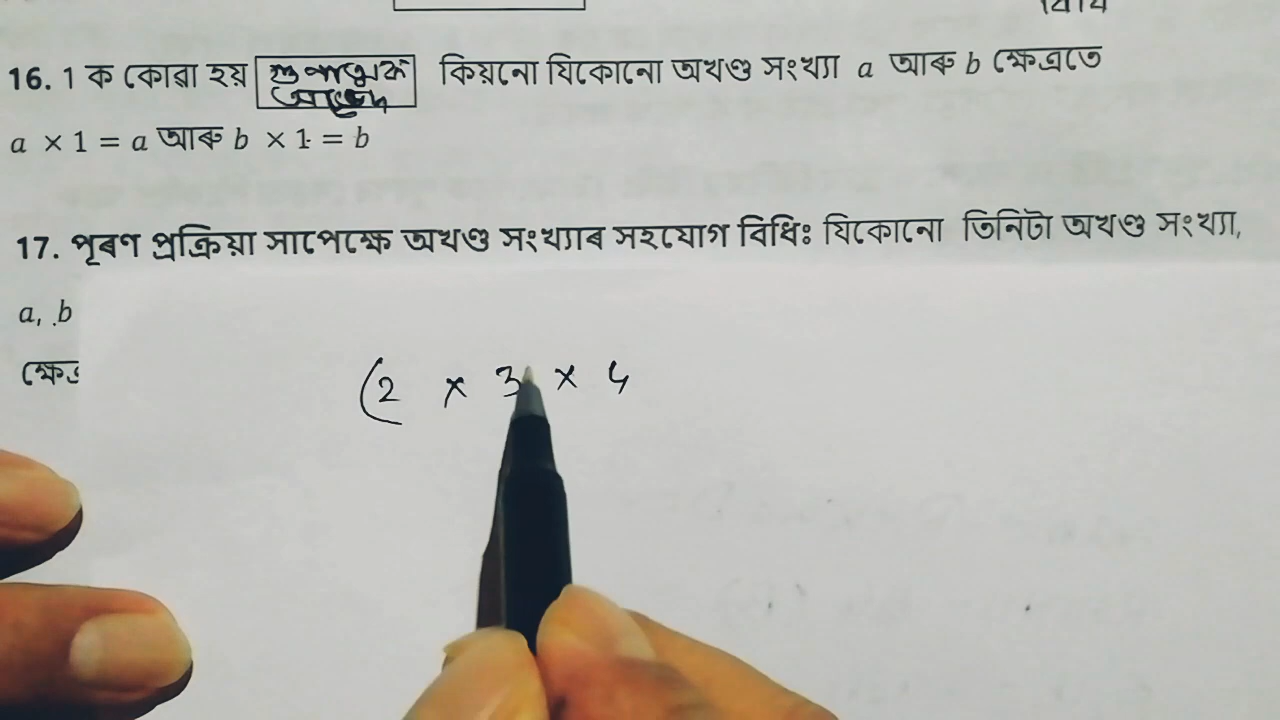 16. 1 ক কোৱা হয় গুণাত্মক কিয়নো যিকোনো অখণ্ড সংখ্যা a আৰু b ক্ষেত্ৰতে
a × 1 = a আৰু b × 1 = b
17. পূৰণ প্ৰক্ৰিয়া সাপেক্ষে অখণ্ড সংখ্যাৰ সহযোগ বিধিঃ যিকোনো তিনিটা অখণ্ড সংখ্যা,
a, b
(2 × 3 × 4